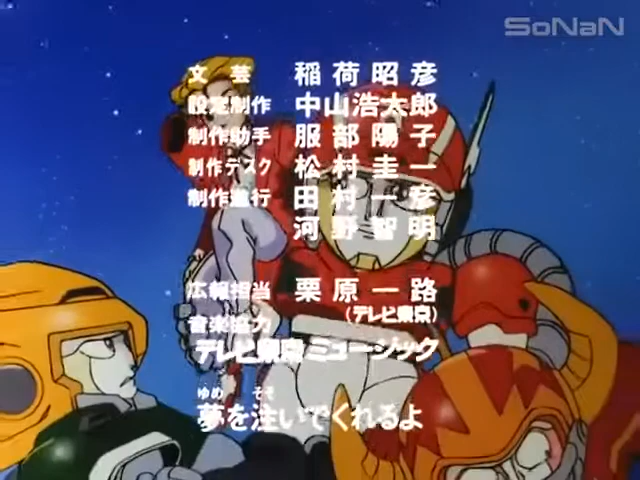 SoNaN
文芸 稲荷昭彦
設定制作 中山浩太郎
制作助手 服部陽子
制作デスク 松村圭一
制作進行 田村一彦
河野智明
広報担当 栗原一路
(テレビ東京)
音楽協力
テレビ東京ミュージック
ゆめ そそ
夢を注いでくれるよ